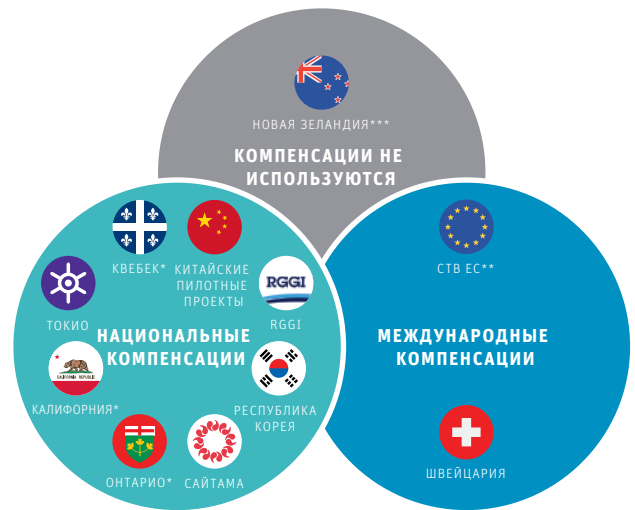 НОВАЯ ЗЕЛАНДИЯ***
КОМПЕНСАЦИИ НЕ
ИСПОЛЬЗУЮТСЯ
КВЕБЕК*
КИТАЙСКИЕ
ПИЛОТНЫЕ
ПРОЕКТЫ
RGGI
RGGI
ТОКИО
НАЦИОНАЛЬНЫЕ
КОМПЕНСАЦИИ
CALIFORNIA REPUBLIC
КАЛИФОРНИЯ*
РЕСПУБЛИКА
КОРЕЯ
ОНТАРИО*
САЙТАМА
СТВ ЕС**
МЕЖДУНАРОДНЫЕ
КОМПЕНСАЦИИ
ШВЕЙЦАРИЯ